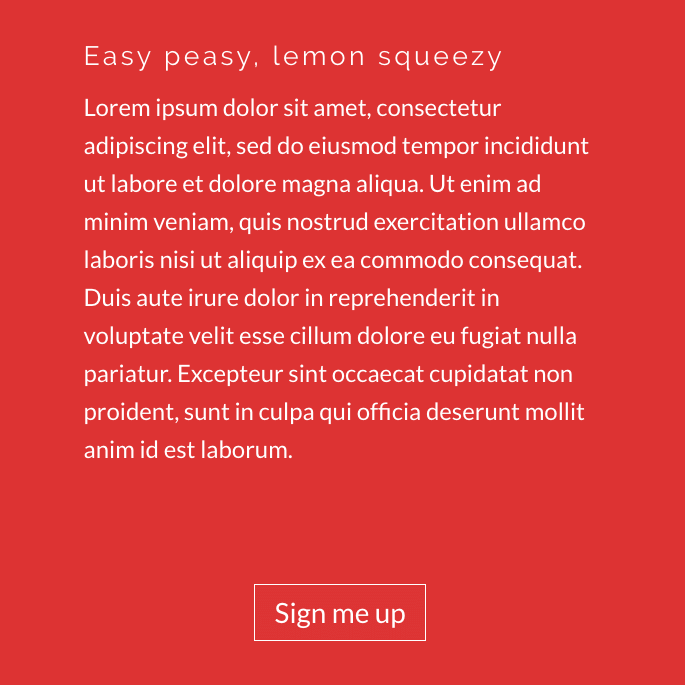 Easy peasy, lemon squeezy
Lorem ipsum dolor sit amet, consectetur
adipiscing elit, sed do eiusmod tempor incididunt
ut labore et dolore magna aliqua. Ut enim ad
minim veniam, quis nostrud exercitation ullamco
laboris nisi ut aliquip ex ea commodo consequat.
Duis aute irure dolor in reprehenderit in
voluptate velit esse cillum dolore eu fugiat nulla
pariatur. Excepteur sint occaecat cupidatat non
proident, sunt in culpa qui officia deserunt mollit
anim id est laborum.
Sign me up